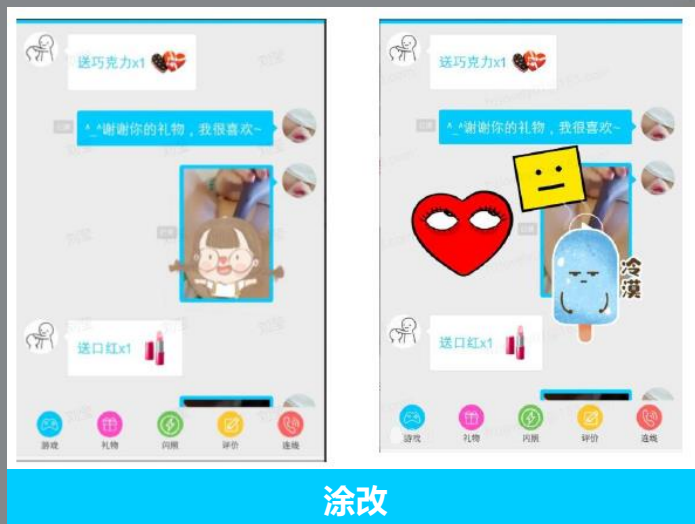 送巧克力x1
^_^谢谢你的礼物，我很喜欢~
送口红x1
游戏
礼物
闪照
评价
连线
送巧克力x1
^_^谢谢你的礼物，我很喜欢~
冷漠
送口红x1
游戏
礼物
闪照
评价
连线
涂改